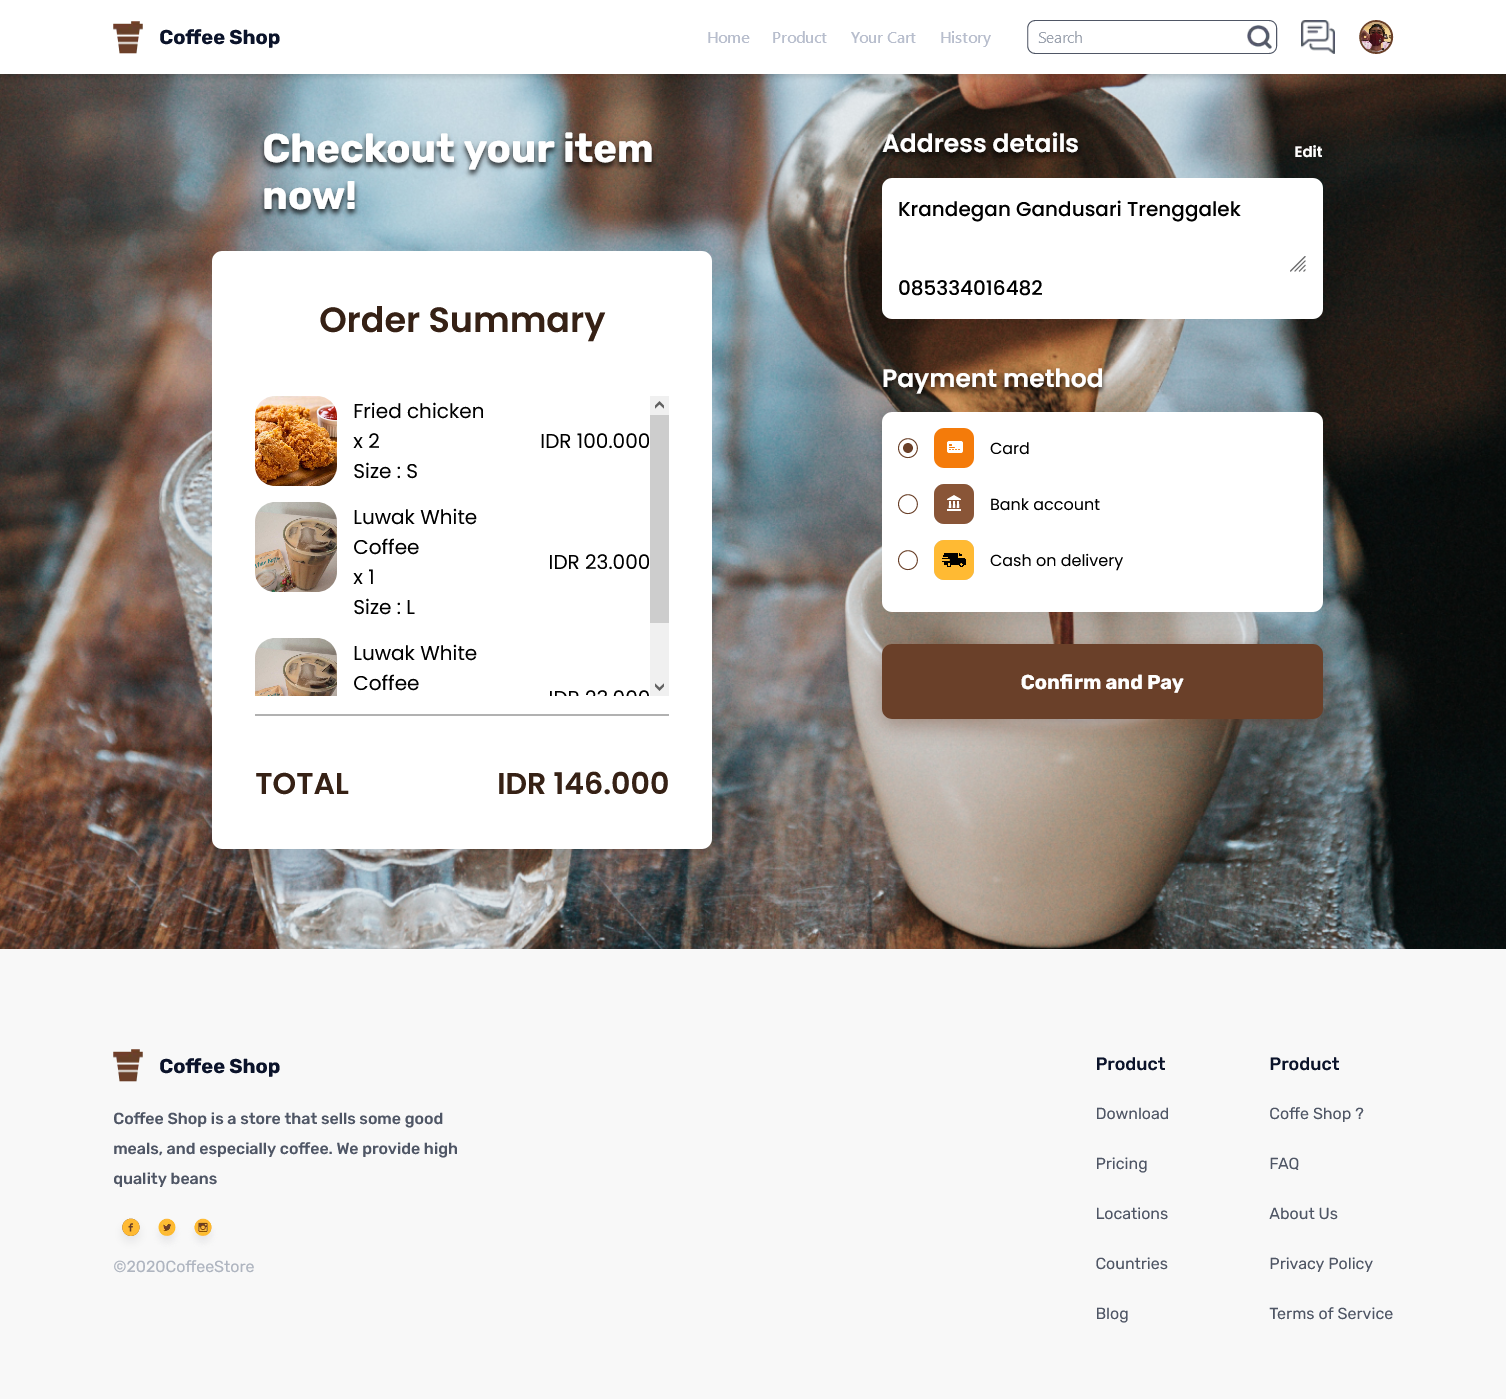 Coffee Shop
Home Product Your Cart History
Search
Checkout your item
now!
Order Summary
Fried chicken
x 2
IDR 100.000
Size : S
Luwak White
Coffee
IDR 23.000
x 1
Size : L
Luwak White
Coffee
IDR 23.000
TOTAL IDR 146.000
Address details
Edit
Krandegan Gandusari Trenggalek
085334016482
Payment method
Card
Bank account
Cash on delivery
Confirm and Pay
Coffee Shop
Coffee Shop is a store that sells some good
meals, and especially coffee. We provide high
quality beans
©2020CoffeeStore
Product
Download
Pricing
Locations
Countries
Blog
Product
Coffe Shop ?
FAQ
About Us
Privacy Policy
Terms of Service